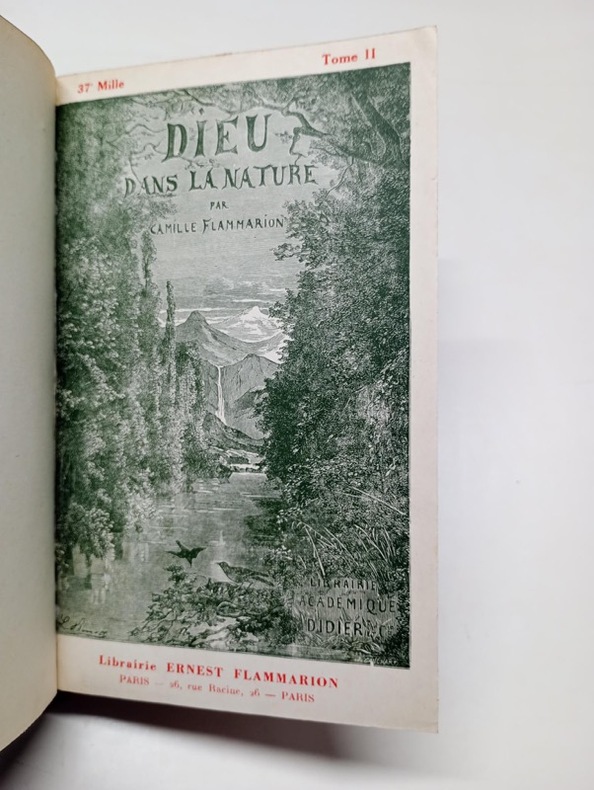 37ᵉ Mille
Tome II
DIEU
DANS LA NATURE
PAR
CAMILLE FLAMMARION
LIBRAIRIE
ACADEMIQUE
DIDIER
Librairie ERNEST FLAMMARION
PARIS — 26, rue Racine, 26 — PARIS